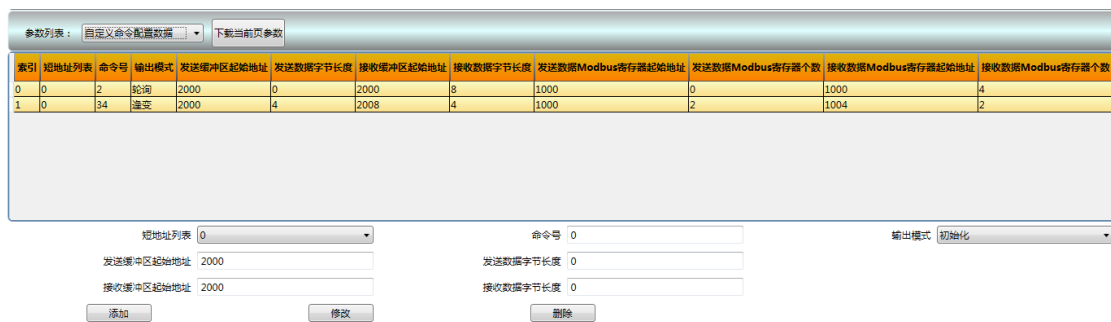 参数列表： 自定义命令配置数据 下载当前页参数
索引 短地址列表 命令号 输出模式 发送缓冲区起始地址 发送数据字节长度 接收缓冲区起始地址 接收数据字节长度 发送数据Modbus寄存器起始地址 发送数据Modbus寄存器个数 接收数据Modbus寄存器起始地址 接收数据Modbus寄存器个数
0 0 2 轮询 2000 0 2000 8 1000 0 1000 4
1 0 34 逢变 2000 4 2008 4 1000 2 1004 2
短地址列表 0 命令号 0 输出模式 初始化
发送缓冲区起始地址 2000 发送数据字节长度 0
接收缓冲区起始地址 2000 接收数据字节长度 0
添加 修改 删除